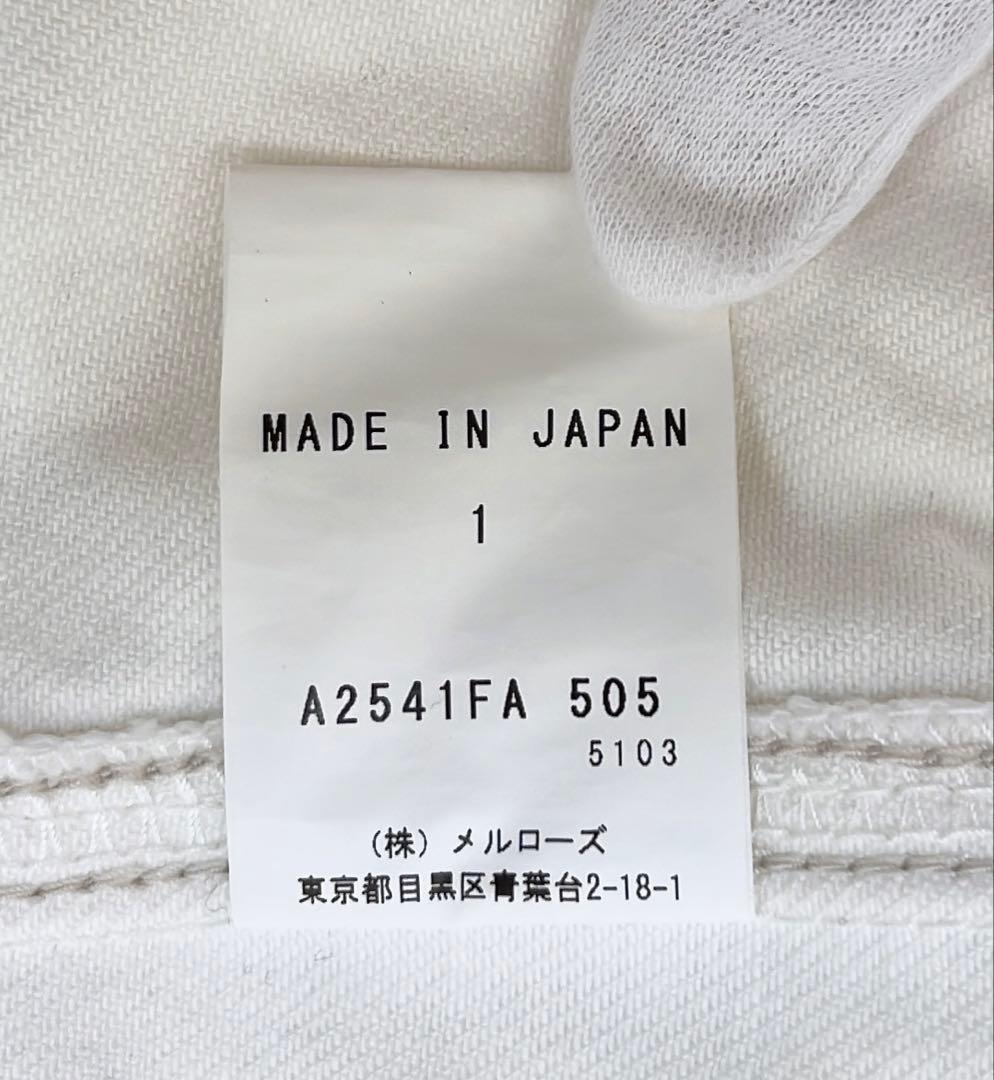 MADE IN JAPAN
1
A2541FA 505
5103
(株) メルローズ
東京都目黒区青葉台2-18-1